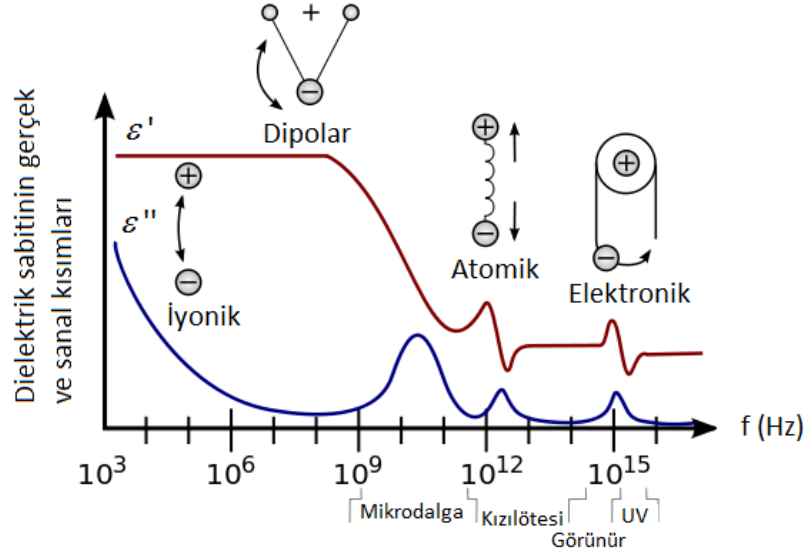 Dielektrik sabitinin gerçek
ve sanal kısımları
ε'
ε''
+
−
Dipolar
+
−
İyonik
+
−
Atomik
+
−
Elektronik
f (Hz)
10³
10⁶
10⁹
10¹²
10¹⁵
Mikrodalga
Kızılötesi
Görünür
UV